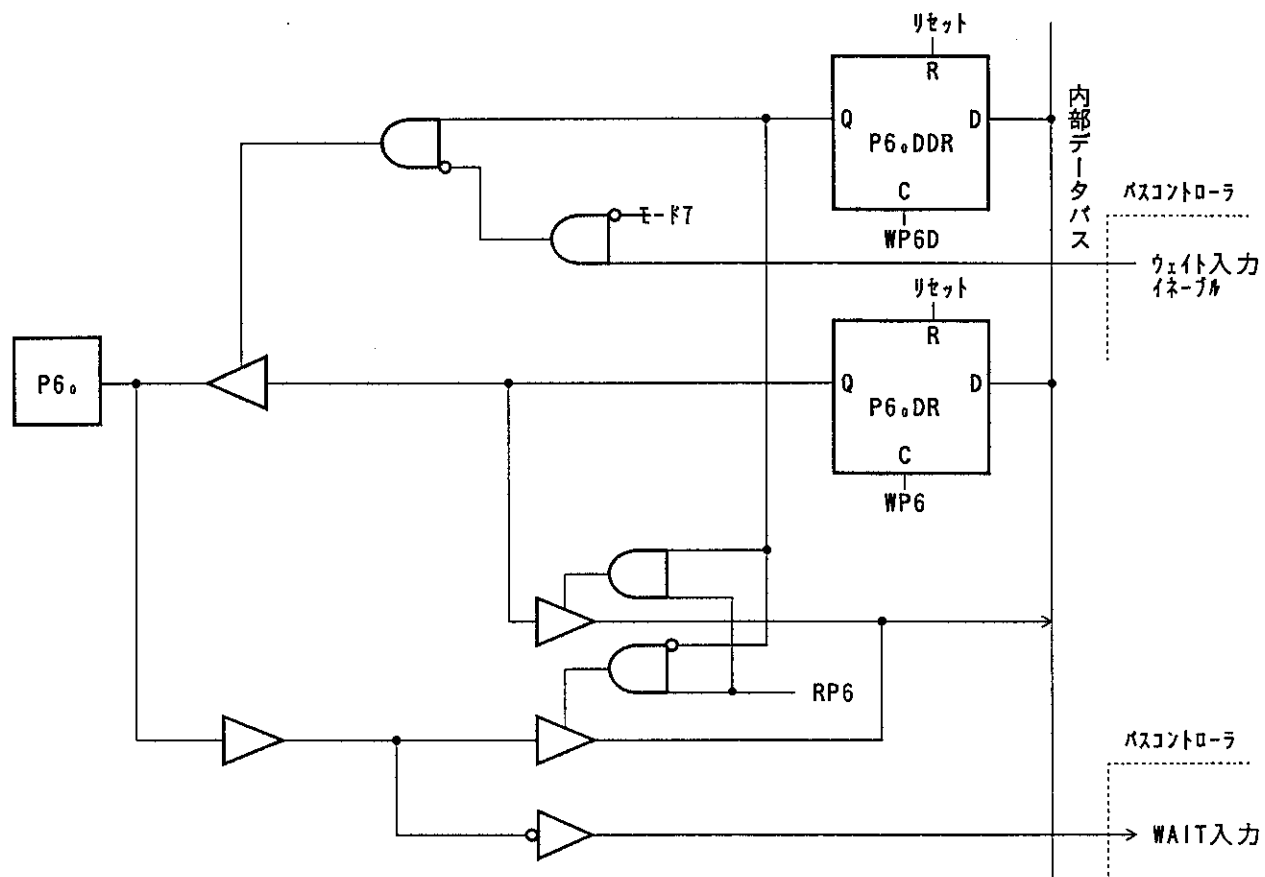 リセット
R
Q
D
P6₀DDR
C
WP6D
内部データバス
バスコントローラ
モード7
ウェイト入力
イネーブル
リセット
R
P6₀
Q
D
P6₀DR
C
WP6
RP6
バスコントローラ
WAIT入力